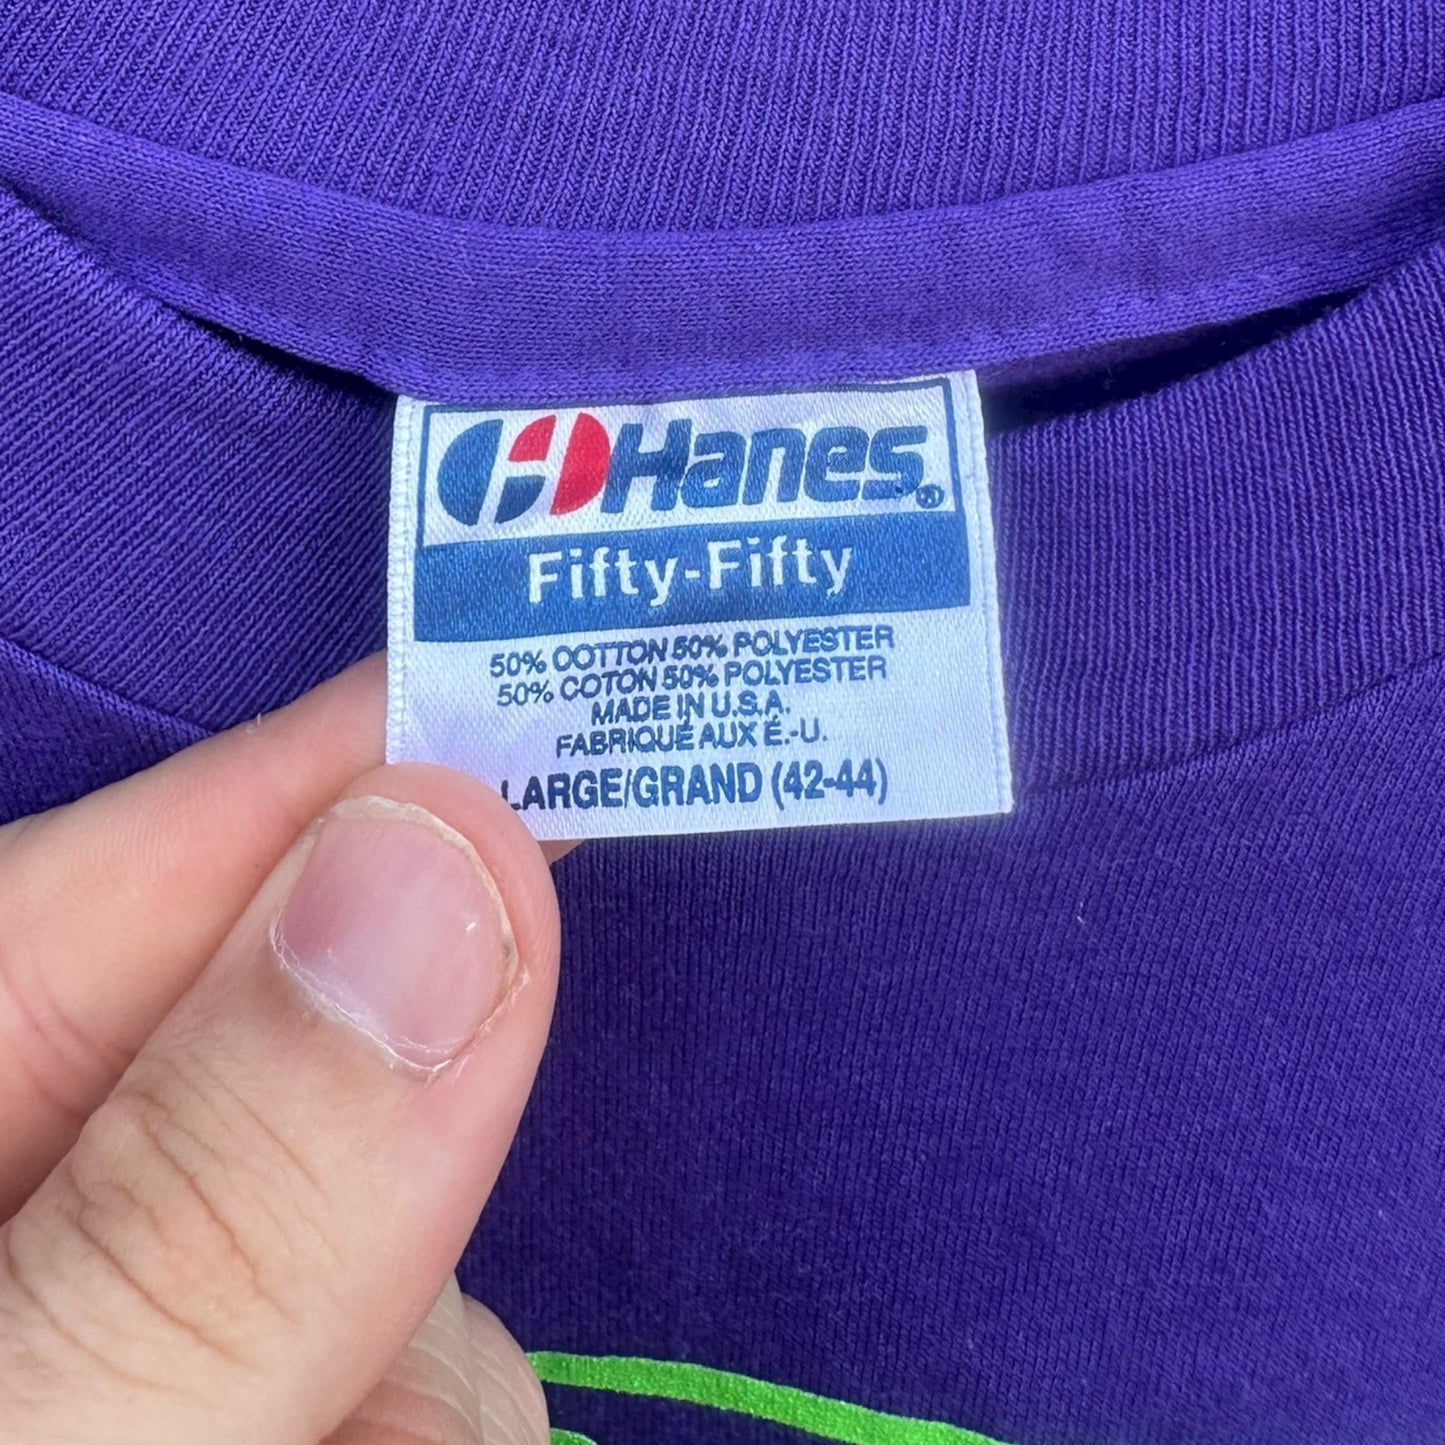 Hanes®
Fifty-Fifty
50% COTTON 50% POLYESTER
50% COTON 50% POLYESTER
MADE IN U.S.A.
FABRIQUÉ AUX É.-U.
LARGE/GRAND (42-44)